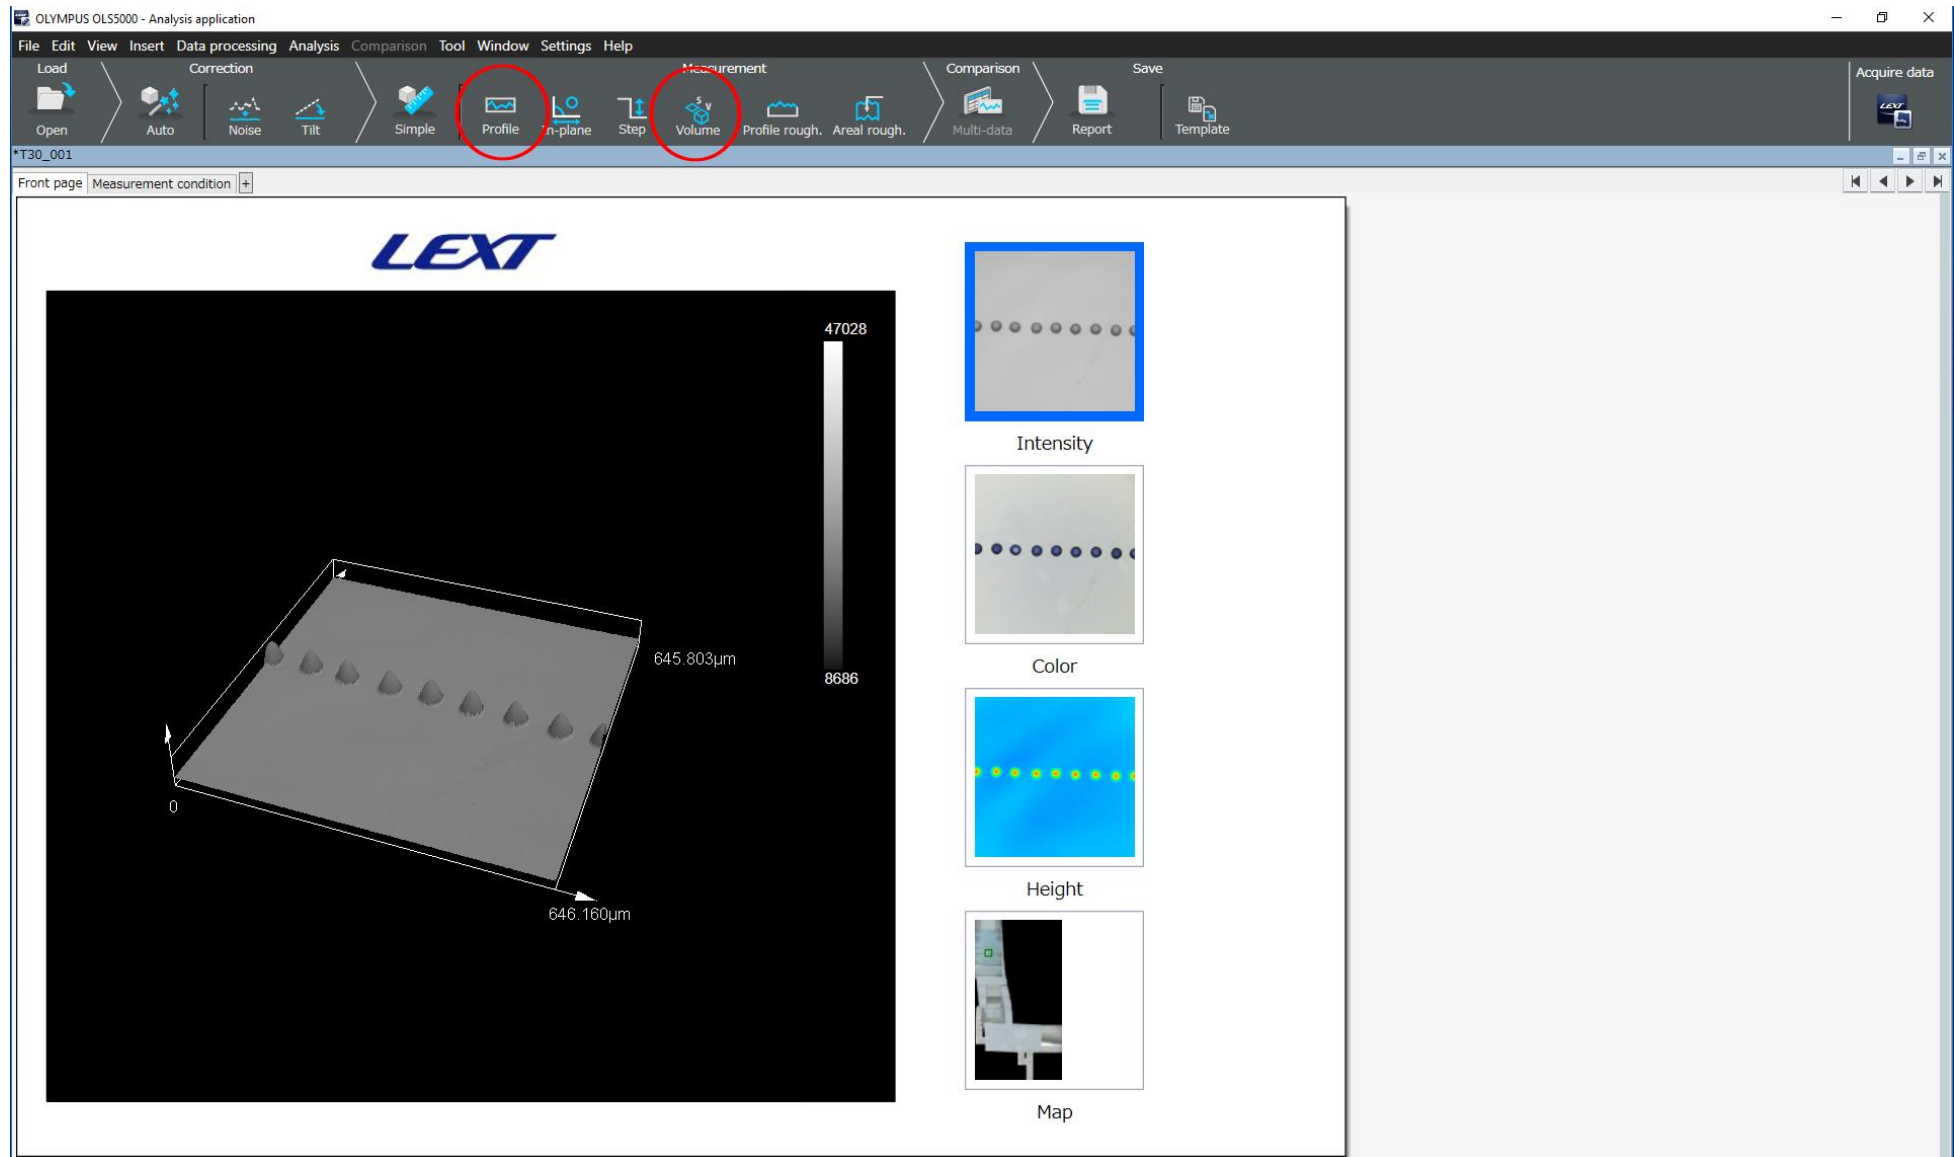 OLYMPUS OLS5000 - Analysis application
File Edit View Insert Data processing Analysis Comparison Tool Window Settings Help
Load Correction Measurement Comparison Save Acquire data
Open Auto Noise Tilt Simple Profile In-plane Step Volume Profile rough. Areal rough. Multi-data Report Template
*T30_001
Front page Measurement condition +
LEXT
47028
8686
645.803µm
0
646.160µm
Intensity
Color
Height
Map